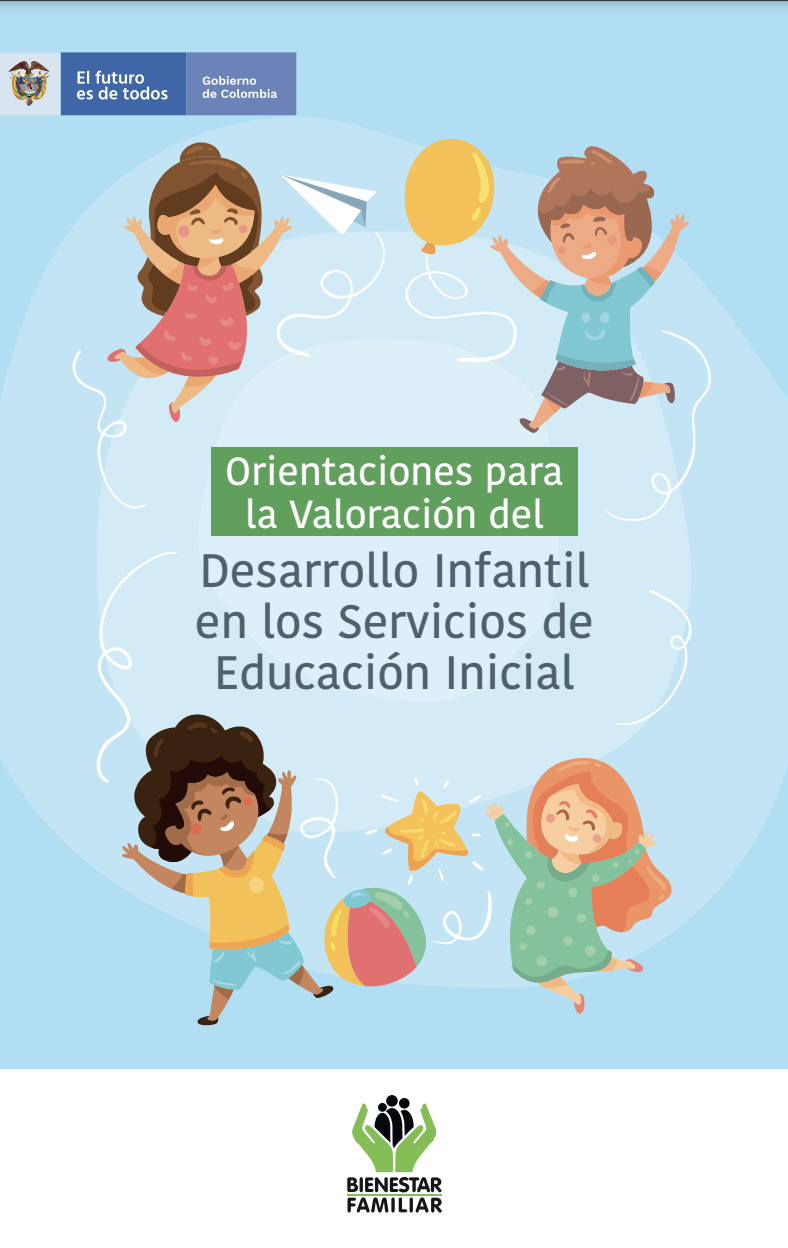 El futuro
es de todos
Gobierno
de Colombia
Orientaciones para
la Valoración del
Desarrollo Infantil
en los Servicios de
Educación Inicial
BIENESTAR
FAMILIAR